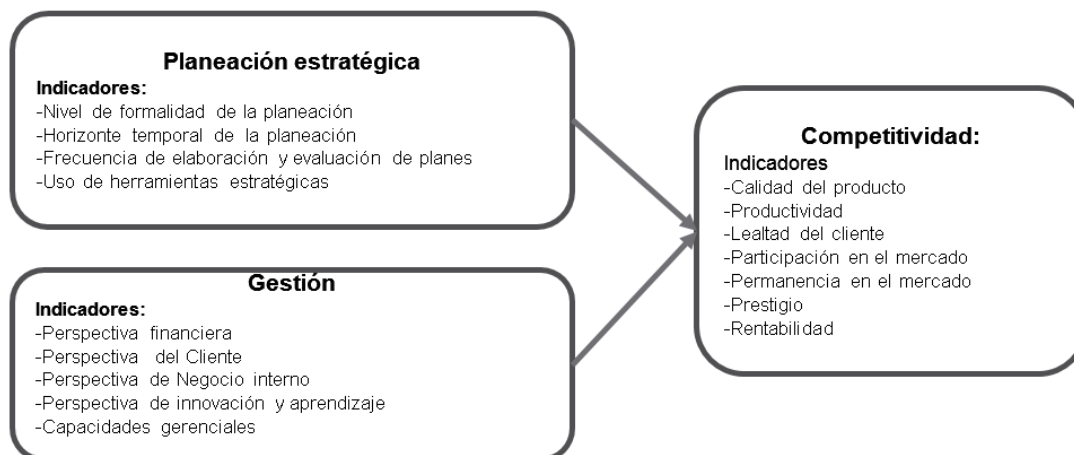 Planeación estratégica
Indicadores:
-Nivel de formalidad de la planeación
-Horizonte temporal de la planeación
-Frecuencia de elaboración y evaluación de planes
-Uso de herramientas estratégicas
Gestión
Indicadores:
-Perspectiva financiera
-Perspectiva del Cliente
-Perspectiva de Negocio interno
-Perspectiva de innovación y aprendizaje
-Capacidades gerenciales
Competitividad:
Indicadores
-Calidad del producto
-Productividad
-Lealtad del cliente
-Participación en el mercado
-Permanencia en el mercado
-Prestigio
-Rentabilidad